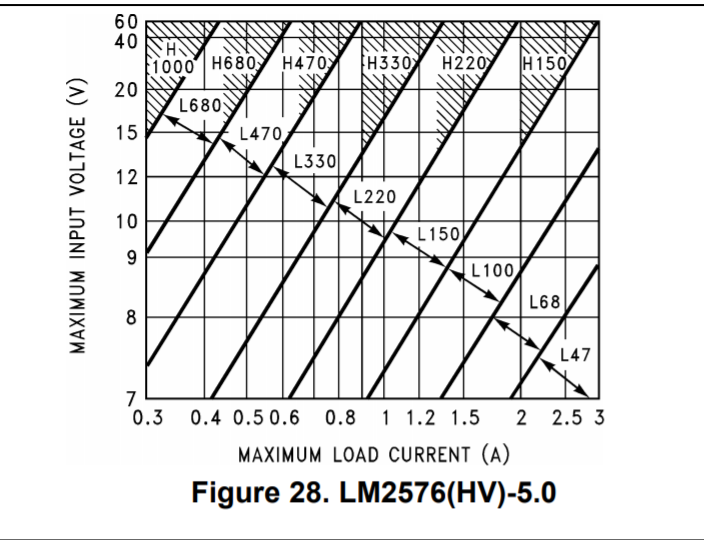 60
40
20
15
12
10
9
8
7
MAXIMUM INPUT VOLTAGE (V)
H
1000
H680
H470
H330
H220
H150
L680
L470
L330
L220
L150
L100
L68
L47
0.3 0.4 0.5 0.6 0.8 1 1.2 1.5 2 2.5 3
MAXIMUM LOAD CURRENT (A)
Figure 28. LM2576(HV)-5.0